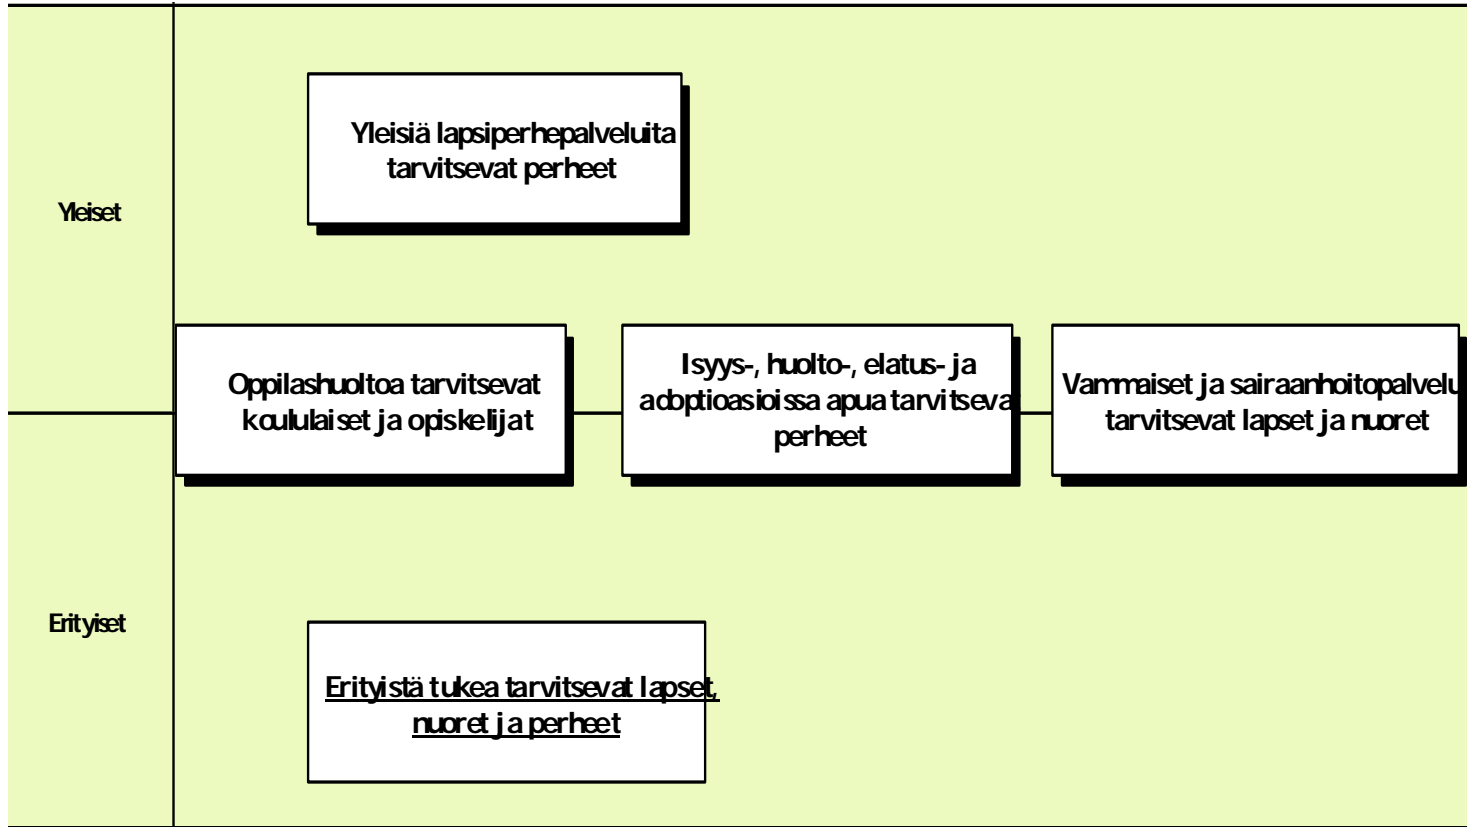 Yleisiä lapsiperhepalveluita
tarvitsevat perheet
Yleiset
Oppilashuoltoa tarvitsevat
koululaiset ja opiskelijat
Isyys-, huolto-, elatus- ja
adoptioasioissa apua tarvitsevat
perheet
Vammaiset ja sairaanhoitopalvelu
tarvitsevat lapset ja nuoret
Erityiset
Erityistä tukea tarvitsevat lapset,
nuoret ja perheet